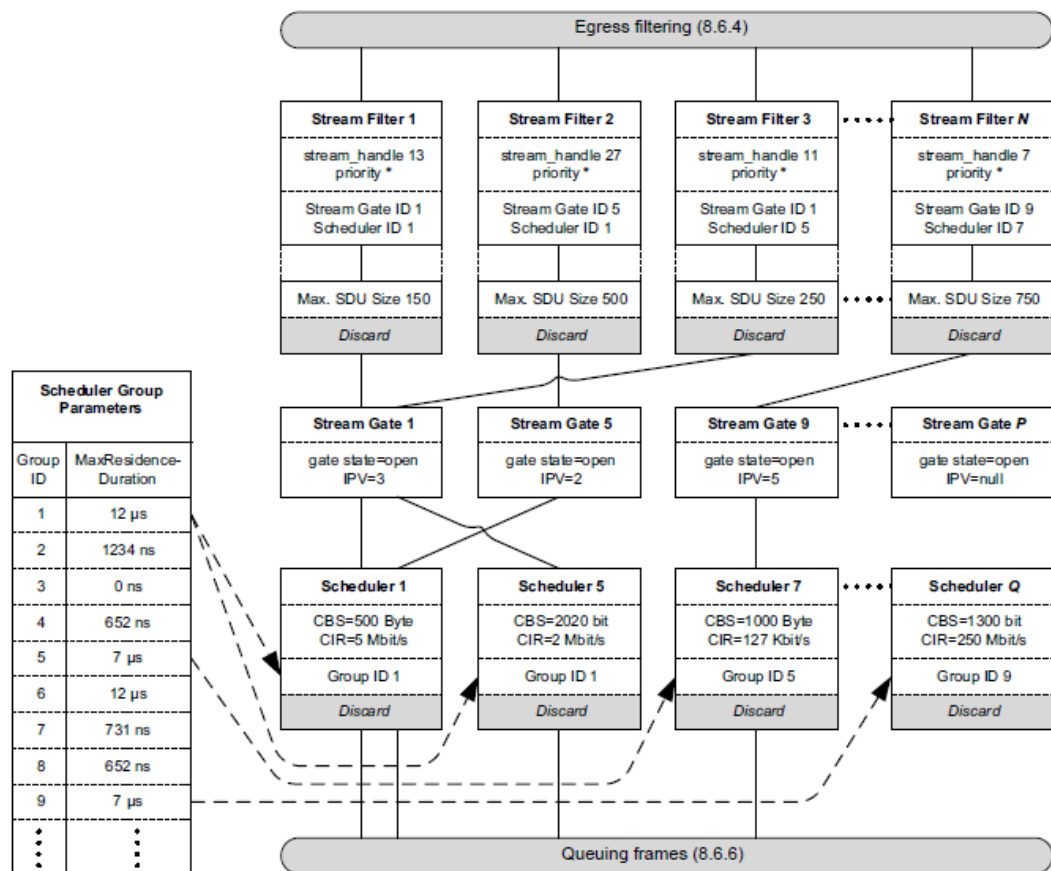 Egress filtering (8.6.4)
Stream Filter 1
stream_handle 13
priority *
Stream Gate ID 1
Scheduler ID 1
Max. SDU Size 150
Discard
Stream Filter 2
stream_handle 27
priority *
Stream Gate ID 5
Scheduler ID 1
Max. SDU Size 500
Discard
Stream Filter 3
stream_handle 11
priority *
Stream Gate ID 1
Scheduler ID 5
Max. SDU Size 250
Discard
Stream Filter N
stream_handle 7
priority *
Stream Gate ID 9
Scheduler ID 7
Max. SDU Size 750
Discard
Scheduler Group
Parameters
Group
ID
MaxResidence-
Duration
1 12 µs
2 1234 ns
3 0 ns
4 652 ns
5 7 µs
6 12 µs
7 731 ns
8 652 ns
9 7 µs
Stream Gate 1
gate state=open
IPV=3
Stream Gate 5
gate state=open
IPV=2
Stream Gate 9
gate state=open
IPV=5
Stream Gate P
gate state=open
IPV=null
Scheduler 1
CBS=500 Byte
CIR=5 Mbit/s
Group ID 1
Discard
Scheduler 5
CBS=2020 bit
CIR=2 Mbit/s
Group ID 1
Discard
Scheduler 7
CBS=1000 Byte
CIR=127 Kbit/s
Group ID 5
Discard
Scheduler Q
CBS=1300 bit
CIR=250 Mbit/s
Group ID 9
Discard
Queuing frames (8.6.6)